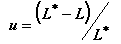 u = (L* − L)/L*